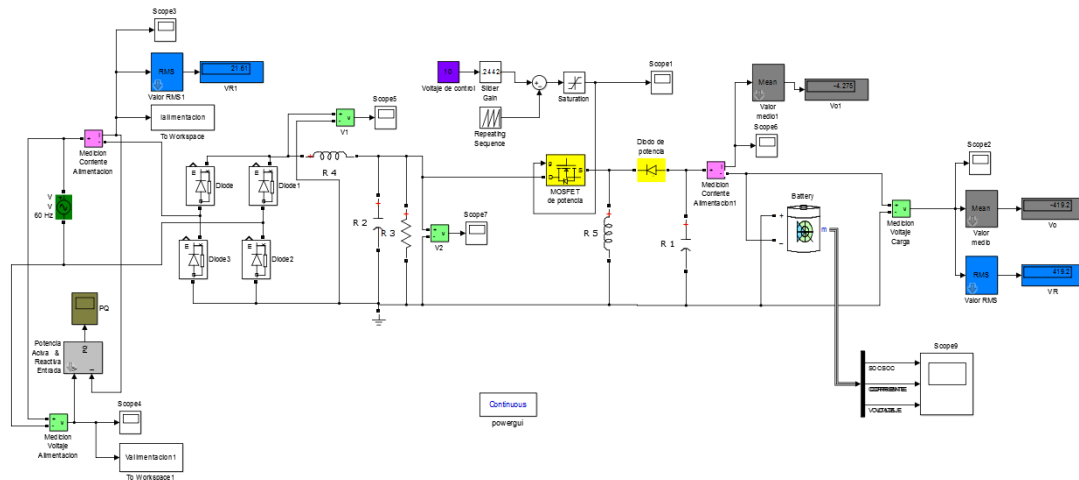 Scope3
RMS
21.61
Valor RMS1
VR1
Ialimentacion
To Workspace
Medicion
Corriente
Alimentacion
V
V
60 Hz
Diode
Diode1
Diode3
Diode2
PQ
Potencia
Aciva &
Reactiva
Entrada
PQ
V
I
Medicion
Voltaje
Alimentacion
Scope4
Valimentacion1
To Workspace1
V1
Scope5
R 4
R 2
R 3
V2
Scope7
10
Voltaje de control
.2442
Slider
Gain
Repeating
Sequence
Saturation
Scope1
MOSFET
de potencia
g
D
S
Diodo de
potencia
R 5
R 1
Medicion
Corriente
Alimentacion1
Mean
Valor
medio1
-4.275
Vo1
Scope6
Battery
+
-
m
Medicion
Voltaje
Carga
Scope2
Mean
Valor
medio
-419.2
Vo
RMS
Valor RMS
419.2
VR
Scope9
Continuous
powergui